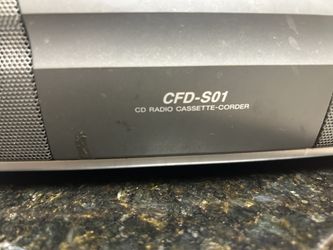 CFD-S01
CD RADIO CASSETTE-CORDER